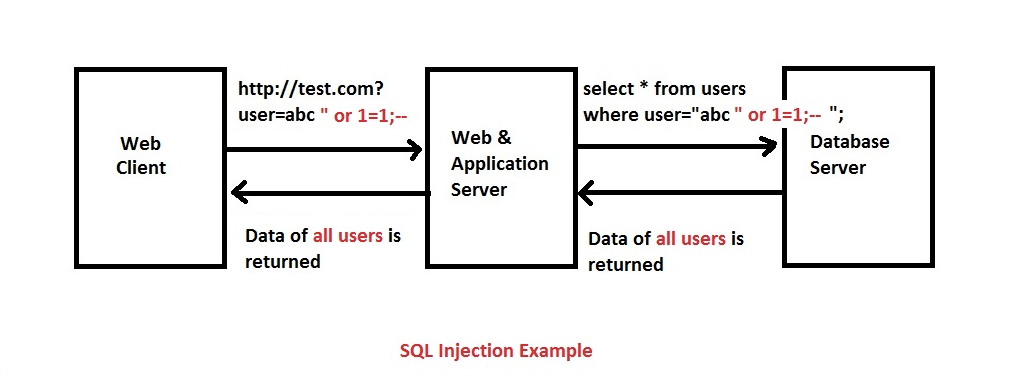 http://test.com?
user=abc " or 1=1;--
select * from users
where user="abc " or 1=1;-- ";
Web
Client
Web &
Application
Server
Database
Server
Data of all users is
returned
Data of all users is
returned
SQL Injection Example